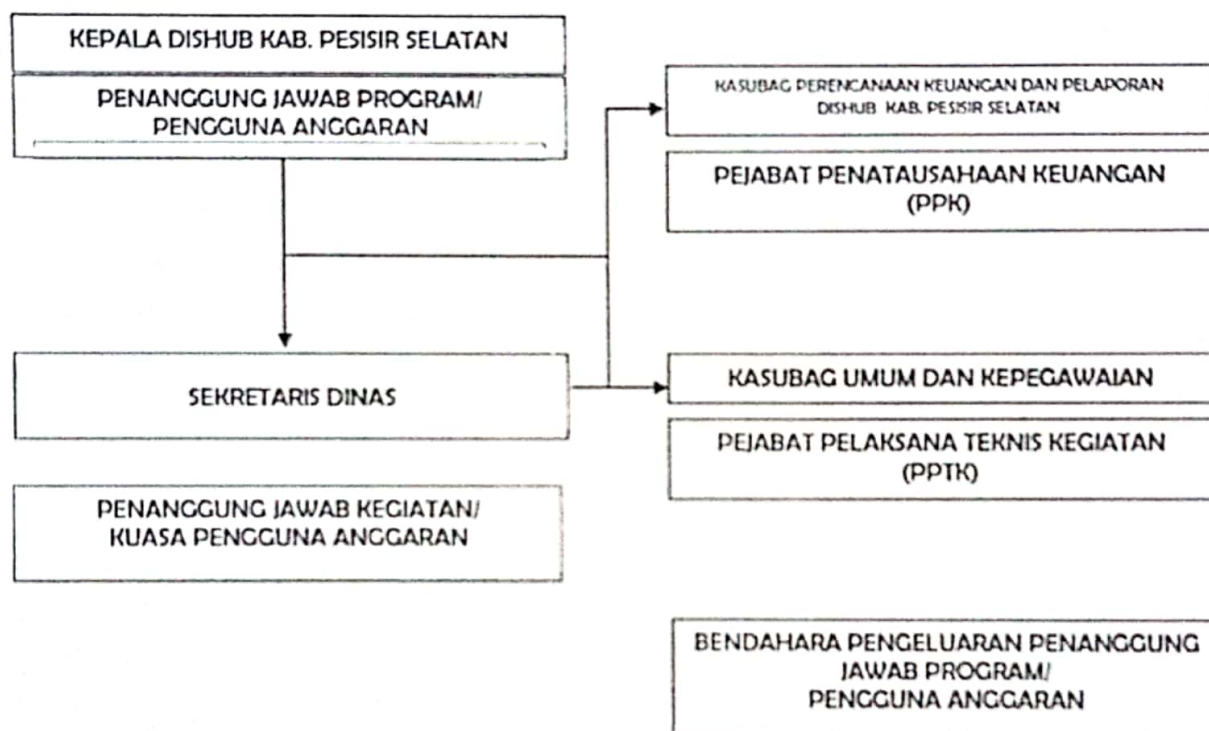 KEPALA DISHUB KAB. PESISIR SELATAN
PENANGGUNG JAWAB PROGRAM/
PENGGUNA ANGGARAN
KASUBAG PERENCANAAN KEUANGAN DAN PELAPORAN
DISHUB KAB. PESISIR SELATAN
PEJABAT PENATAUSAHAAN KEUANGAN
(PPK)
SEKRETARIS DINAS
KASUBAG UMUM DAN KEPEGAWAIAN
PEJABAT PELAKSANA TEKNIS KEGIATAN
(PPTK)
PENANGGUNG JAWAB KEGIATAN/
KUASA PENGGUNA ANGGARAN
BENDAHARA PENGELUARAN PENANGGUNG
JAWAB PROGRAM/
PENGGUNA ANGGARAN